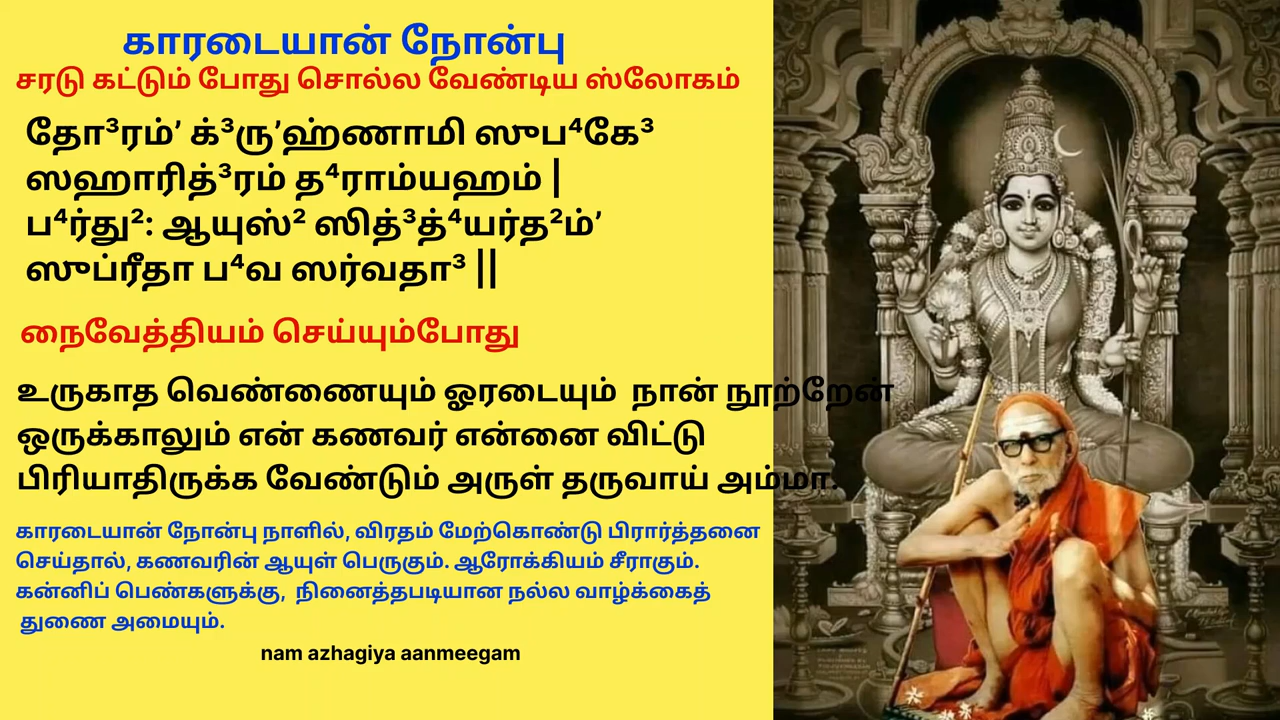 காரடையான் நோன்பு
சரடு கட்டும் போது சொல்ல வேண்டிய ஸ்லோகம்
தோ³ரம்ʼ க்³ருʼஹ்ணாமி ஸுப⁴கே³
ஸஹாரித்³ரம் த⁴ராம்யஹம் |
ப⁴ர்து²: ஆயுஸ்² ஸித்³த்⁴யர்த²ம்ʼ
ஸுப்ரீதா ப⁴வ ஸர்வதா³ ||
நைவேத்தியம் செய்யும்போது
உருகாத வெண்ணையும் ஓரடையும் நான் நூற்றேன்
ஒருக்காலும் என் கணவர் என்னை விட்டு
பிரியாதிருக்க வேண்டும் அருள் தருவாய் அம்மா.
காரடையான் நோன்பு நாளில், விரதம் மேற்கொண்டு பிரார்த்தனை
செய்தால், கணவரின் ஆயுள் பெருகும். ஆரோக்கியம் சீராகும்.
கன்னிப் பெண்களுக்கு, நினைத்தபடியான நல்ல வாழ்க்கைத்
துணை அமையும்.
nam azhagiya aanmeegam